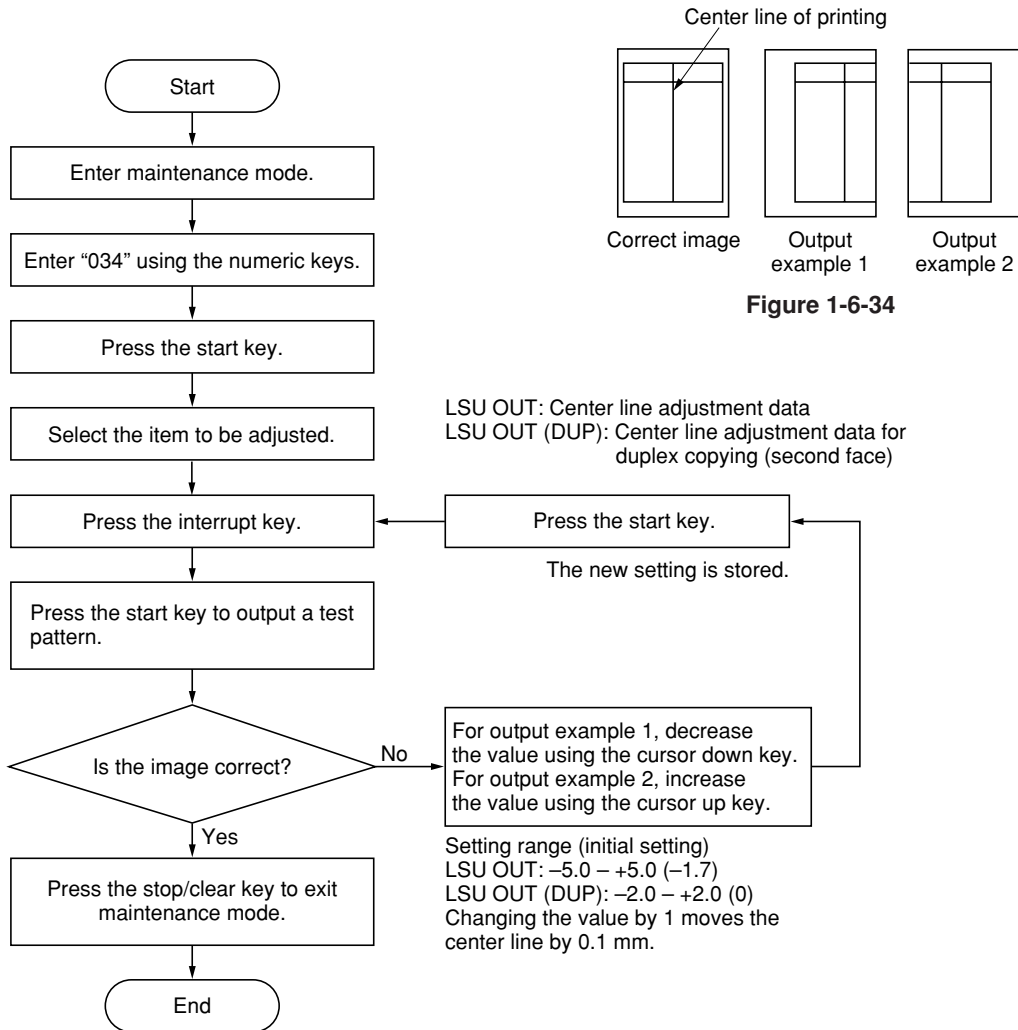 Start
Enter maintenance mode.
Enter “034” using the numeric keys.
Press the start key.
Select the item to be adjusted.
Press the interrupt key.
Press the start key to output a test
pattern.
Is the image correct?
No
Yes
Press the stop/clear key to exit
maintenance mode.
End
Center line of printing
Correct image
Output
example 1
Output
example 2
Figure 1-6-34
LSU OUT: Center line adjustment data
LSU OUT (DUP): Center line adjustment data for
duplex copying (second face)
Press the start key.
The new setting is stored.
For output example 1, decrease
the value using the cursor down key.
For output example 2, increase
the value using the cursor up key.
Setting range (initial setting)
LSU OUT: –5.0 – +5.0 (–1.7)
LSU OUT (DUP): –2.0 – +2.0 (0)
Changing the value by 1 moves the
center line by 0.1 mm.